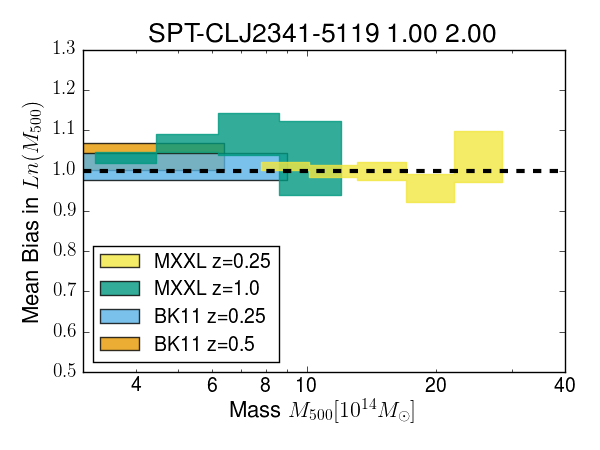 SPT-CLJ2341-5119 1.00 2.00
1.3
1.2
1.1
1.0
0.9
0.8
0.7
0.6
0.5
Mean Bias in Ln(M500)
MXXL z=0.25
MXXL z=1.0
BK11 z=0.25
BK11 z=0.5
4 6 8 10 20 40
Mass M500[10^14 M⊙]